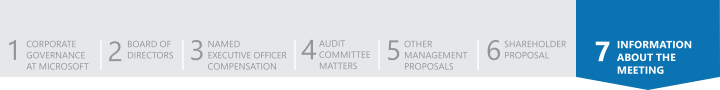 1 CORPORATE
GOVERNANCE
AT MICROSOFT
2 BOARD OF
DIRECTORS
3 NAMED
EXECUTIVE OFFICER
COMPENSATION
4 AUDIT
COMMITTEE
MATTERS
5 OTHER
MANAGEMENT
PROPOSALS
6 SHAREHOLDER
PROPOSAL
7 INFORMATION
ABOUT THE
MEETING